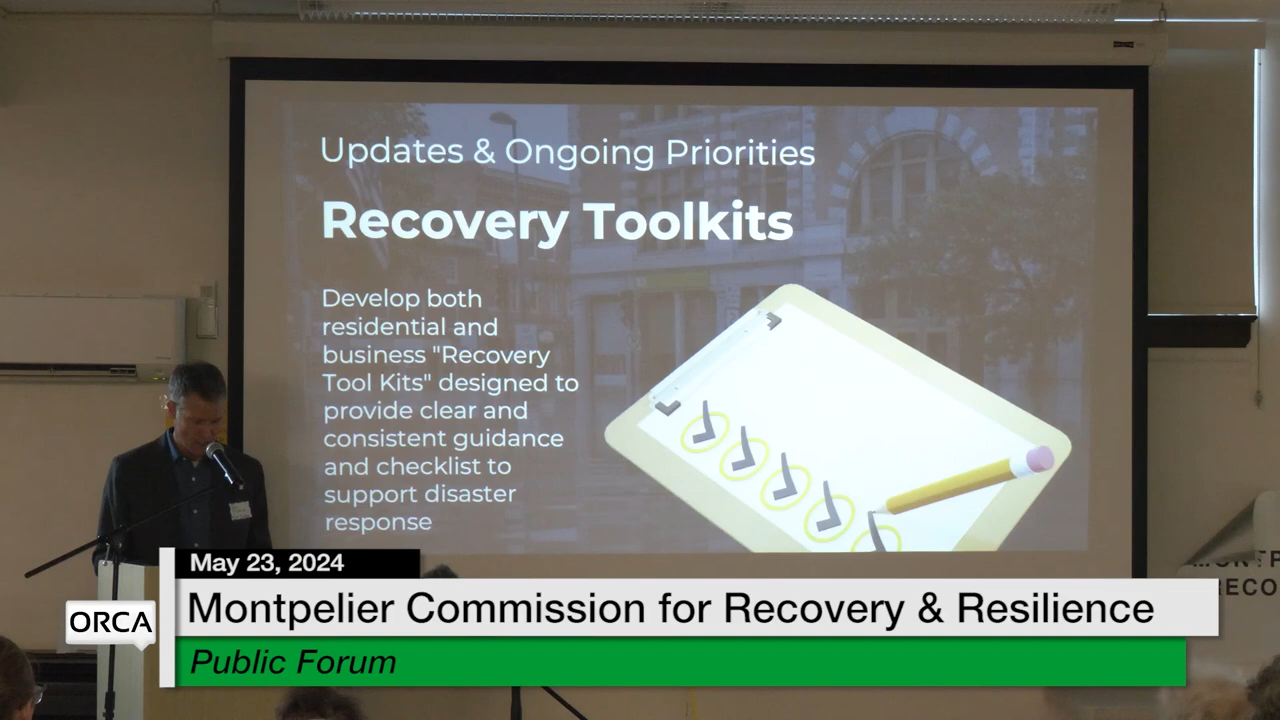 Updates & Ongoing Priorities
Recovery Toolkits
Develop both
residential and
business "Recovery
Tool Kits" designed to
provide clear and
consistent guidance
and checklist to
support disaster
response
May 23, 2024
ORCA
Montpelier Commission for Recovery & Resilience
Public Forum